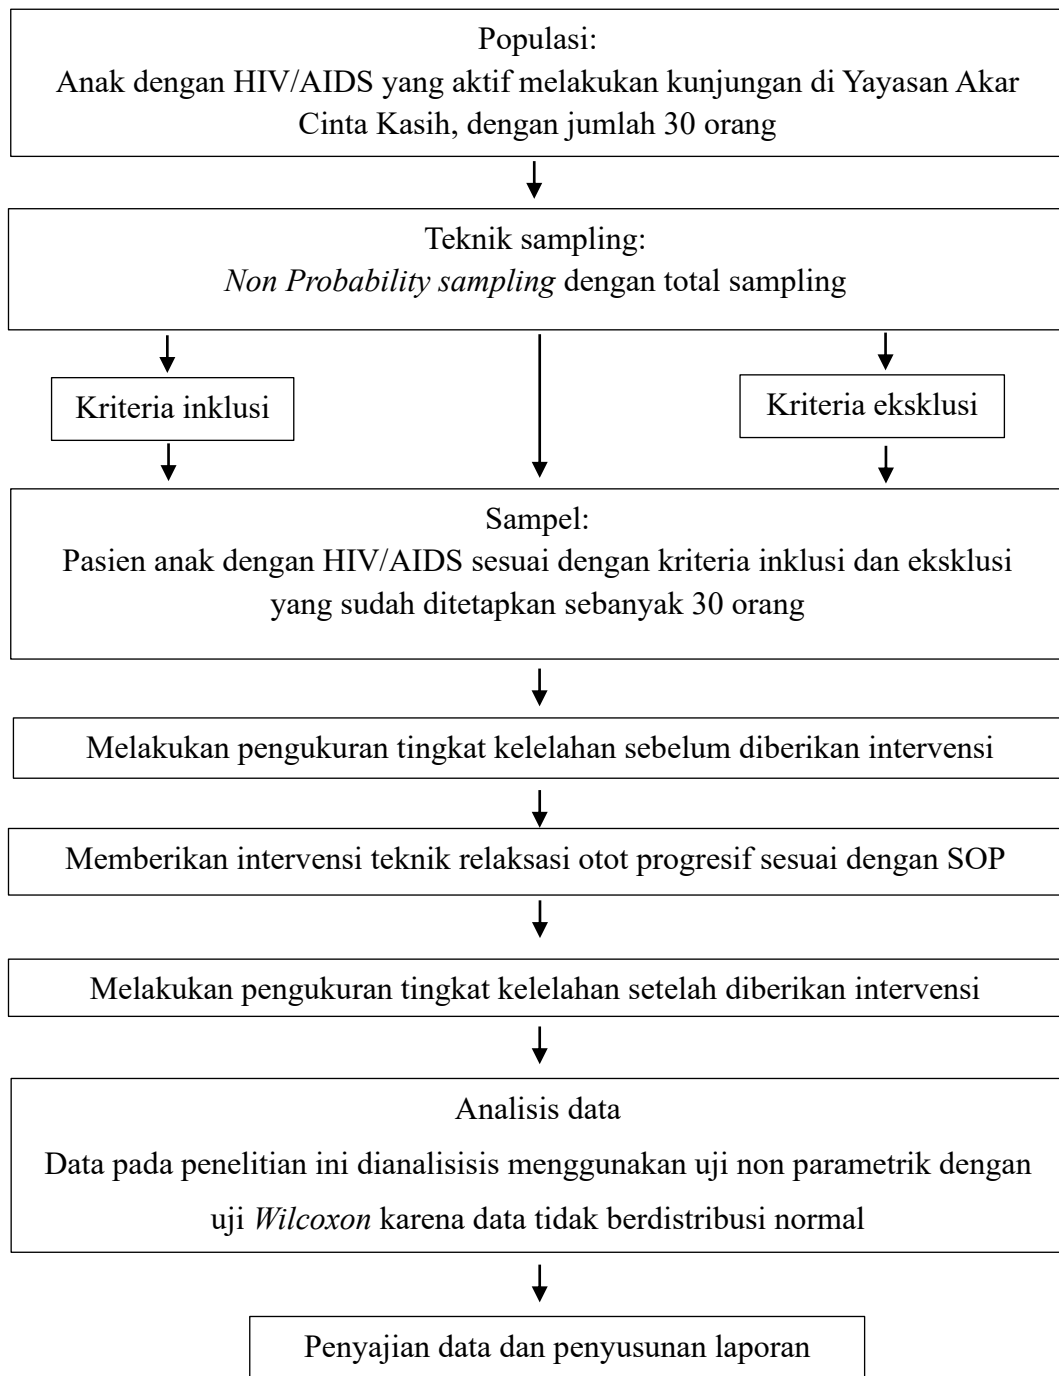 Populasi:
Anak dengan HIV/AIDS yang aktif melakukan kunjungan di Yayasan Akar
Cinta Kasih, dengan jumlah 30 orang
Teknik sampling:
Non Probability sampling dengan total sampling
Kriteria inklusi
Kriteria eksklusi
Sampel:
Pasien anak dengan HIV/AIDS sesuai dengan kriteria inklusi dan eksklusi
yang sudah ditetapkan sebanyak 30 orang
Melakukan pengukuran tingkat kelelahan sebelum diberikan intervensi
Memberikan intervensi teknik relaksasi otot progresif sesuai dengan SOP
Melakukan pengukuran tingkat kelelahan setelah diberikan intervensi
Analisis data
Data pada penelitian ini dianalisisis menggunakan uji non parametrik dengan
uji Wilcoxon karena data tidak berdistribusi normal
Penyajian data dan penyusunan laporan